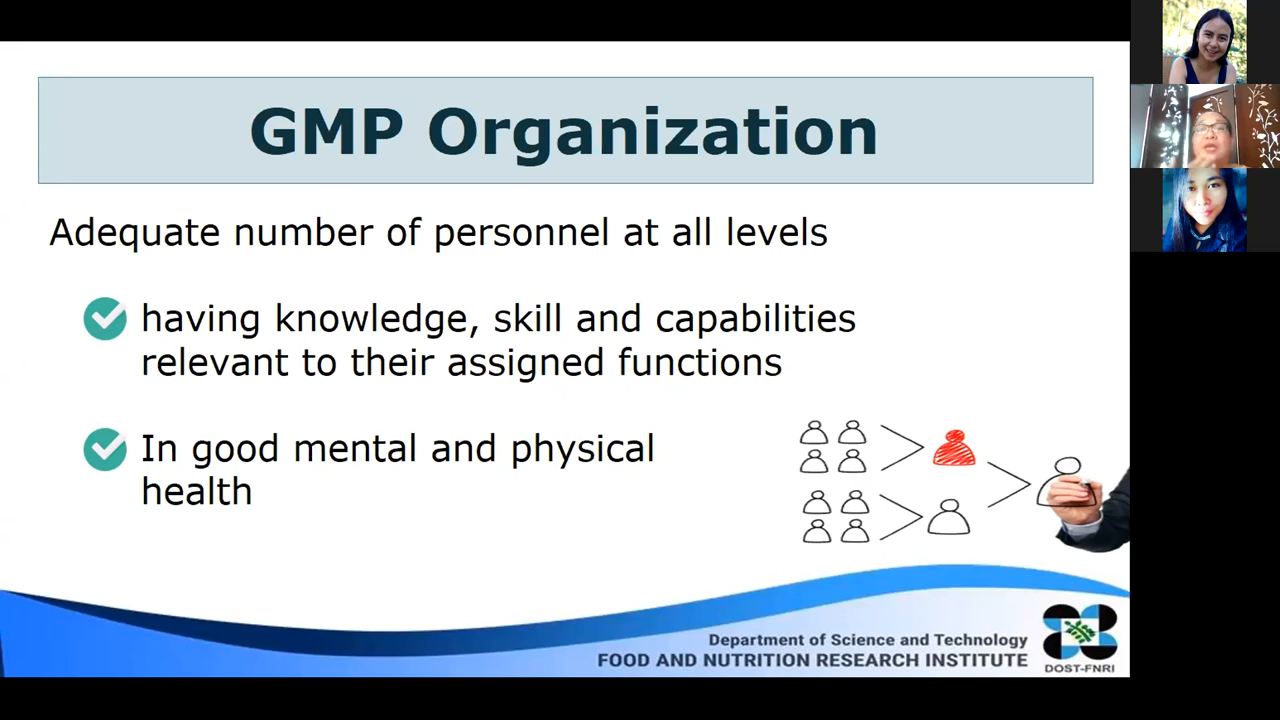 GMP Organization
Adequate number of personnel at all levels
having knowledge, skill and capabilities
relevant to their assigned functions
In good mental and physical
health
Department of Science and Technology
FOOD AND NUTRITION RESEARCH INSTITUTE
DOST-FNRI